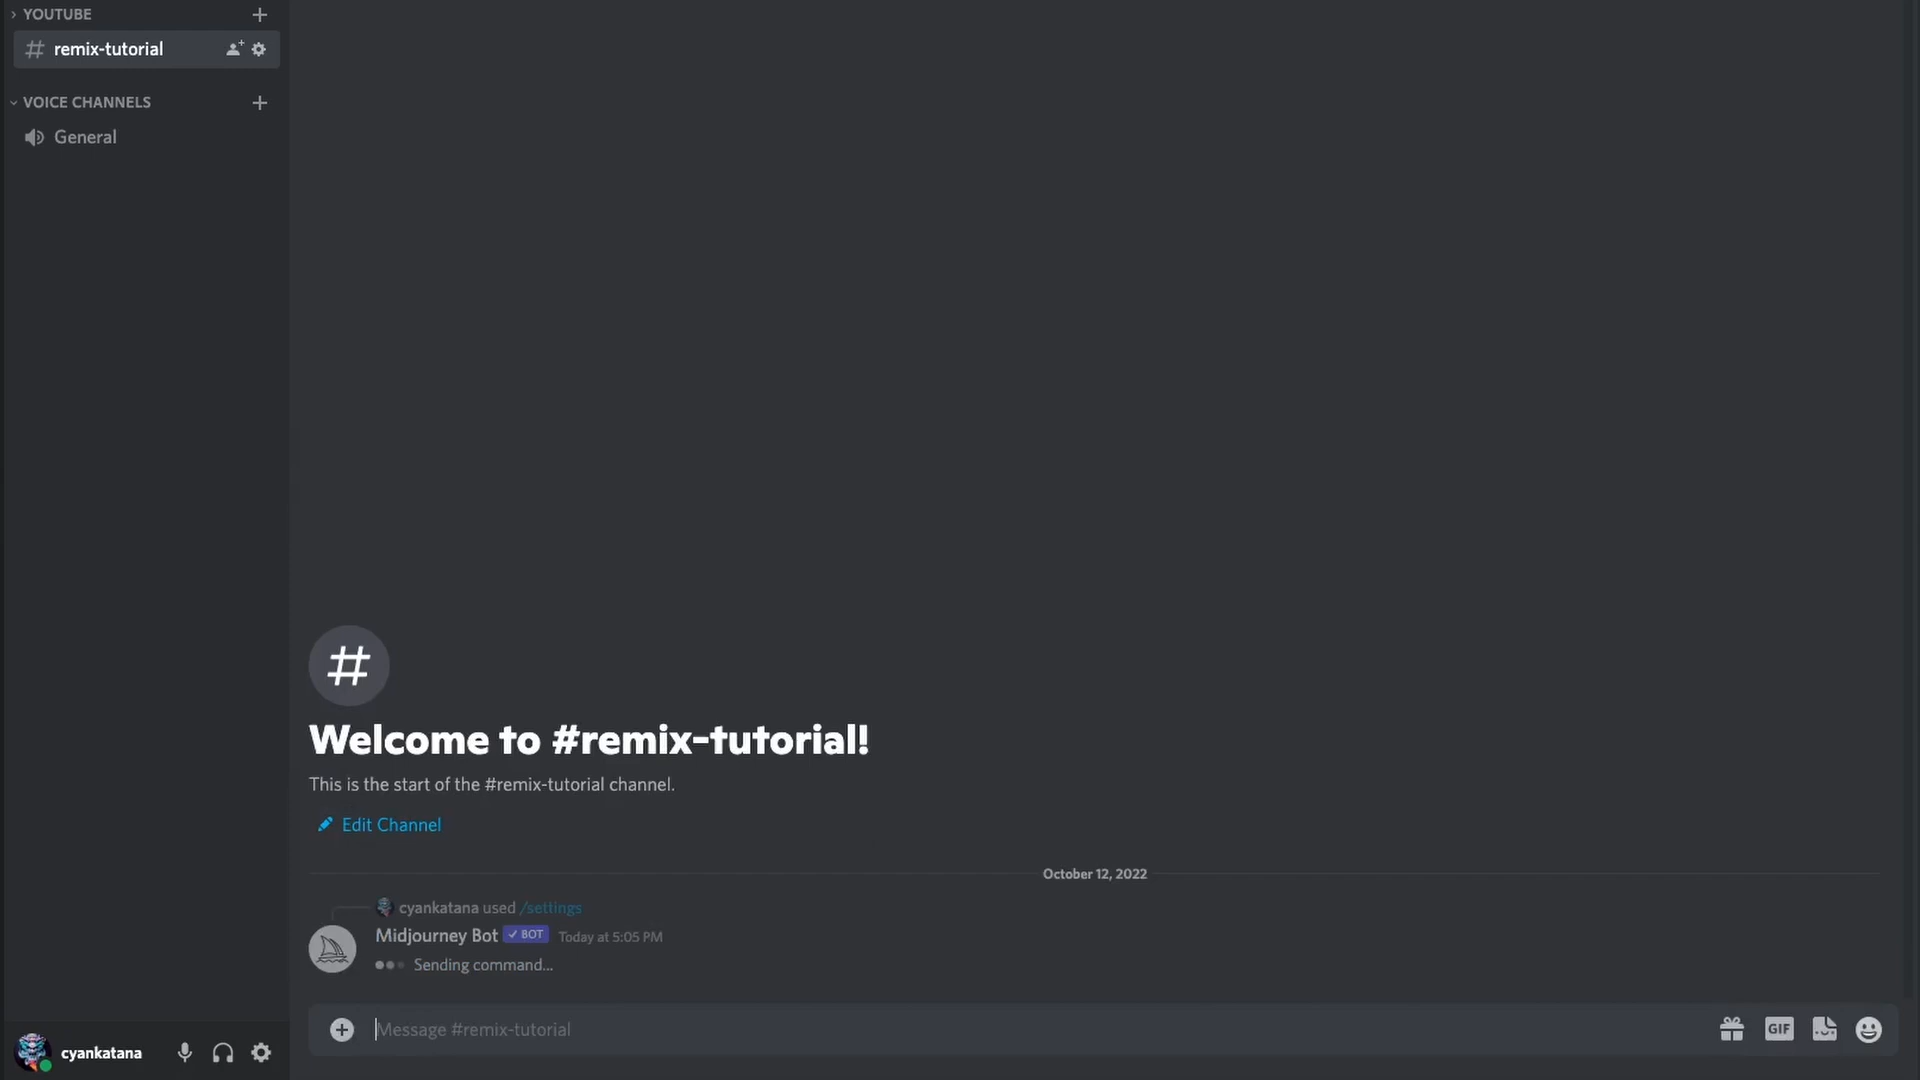 YOUTUBE
remix-tutorial
VOICE CHANNELS
General
Welcome to #remix-tutorial!
This is the start of the #remix-tutorial channel.
Edit Channel
October 12, 2022
cyankatana used /settings
Midjourney Bot BOT Today at 5:05 PM
Sending command...
Message #remix-tutorial
GIF
cyankatana